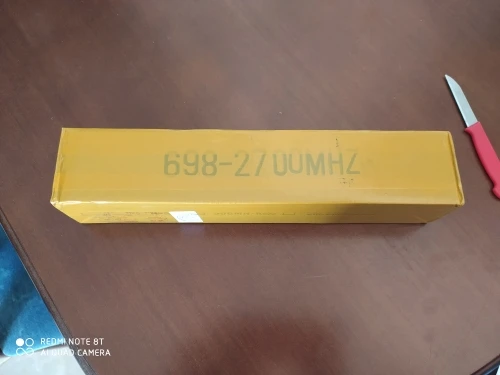 698-2700MHZ
REDMI NOTE 8T
AI QUAD CAMERA